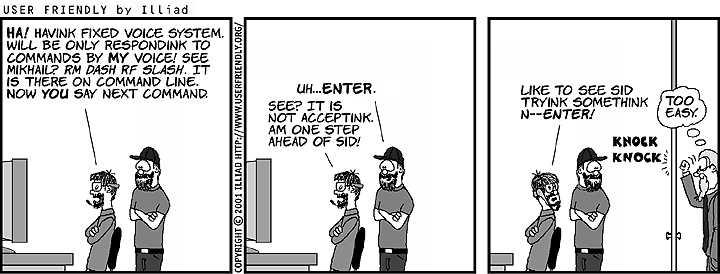 USER FRIENDLY by Illiad
HA! HAVINK FIXED VOICE SYSTEM.
WILL BE ONLY RESPONDINK TO
COMMANDS BY MY VOICE! SEE
MIKHAIL? RM DASH RF SLASH. IT
IS THERE ON COMMAND LINE.
NOW YOU SAY NEXT COMMAND.
COPYRIGHT © 2001 ILLIAD HTTP://WWW.USERFRIENDLY.ORG/
UH...ENTER.
SEE? IT IS
NOT ACCEPTINK.
AM ONE STEP
AHEAD OF SID!
LIKE TO SEE SID
TRYINK SOMETHINK
N--ENTER!
KNOCK
KNOCK
TOO
EASY.